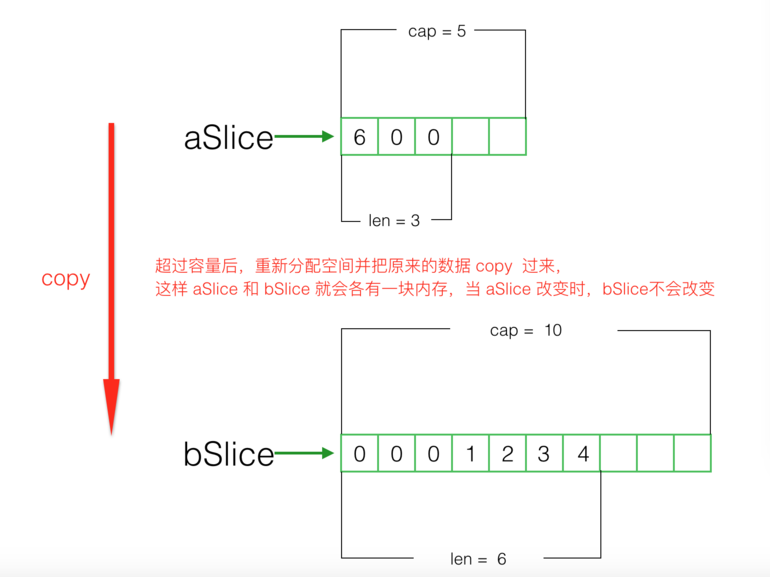 cap = 5
aSlice
6 0 0
len = 3
copy
超过容量后，重新分配空间并把原来的数据 copy 过来，
这样 aSlice 和 bSlice 就会各有一块内存，当 aSlice 改变时，bSlice不会改变
cap = 10
bSlice
0 0 0 1 2 3 4
len = 6